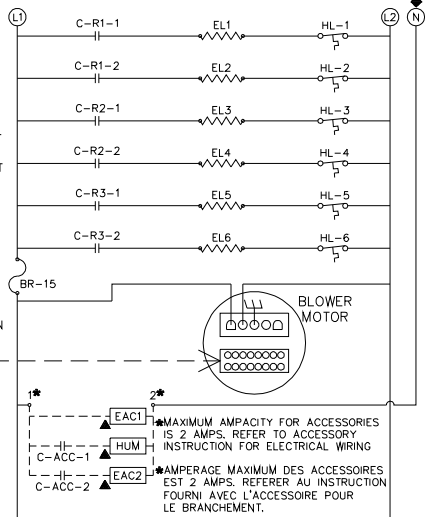 L1
L2
N
C-R1-1
EL1
HL-1
C-R1-2
EL2
HL-2
C-R2-1
EL3
HL-3
C-R2-2
EL4
HL-4
T
C-R3-1
EL5
HL-5
C-R3-2
EL6
HL-6
BR-15
BLOWER
MOTOR
N
1*
2*
EAC1
HUM
C-ACC-1
EAC2
C-ACC-2
*MAXIMUM AMPACITY FOR ACCESSORIES
IS 2 AMPS. REFER TO ACCESSORY
INSTRUCTION FOR ELECTRICAL WIRING
*AMPERAGE MAXIMUM DES ACCESSOIRES
EST 2 AMPS. REFERER AU INSTRUCTION
FOURNI AVEC L'ACCESSOIRE POUR
LE BRANCHEMENT.